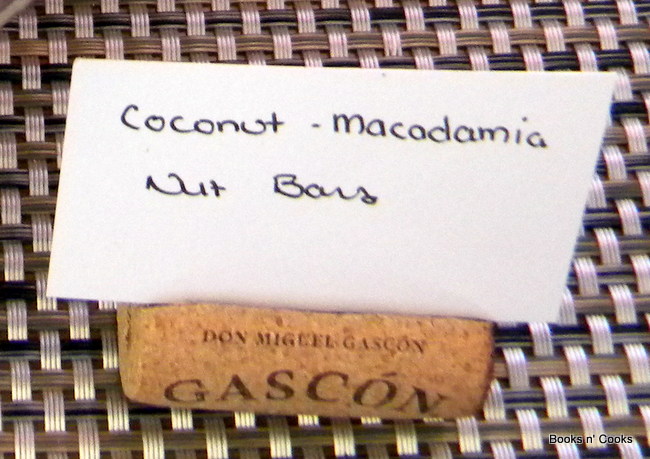 Coconut - Macadamia
Nut Bars
DON MIGUEL GASCÓN
GASCÓN
Books n' Cooks